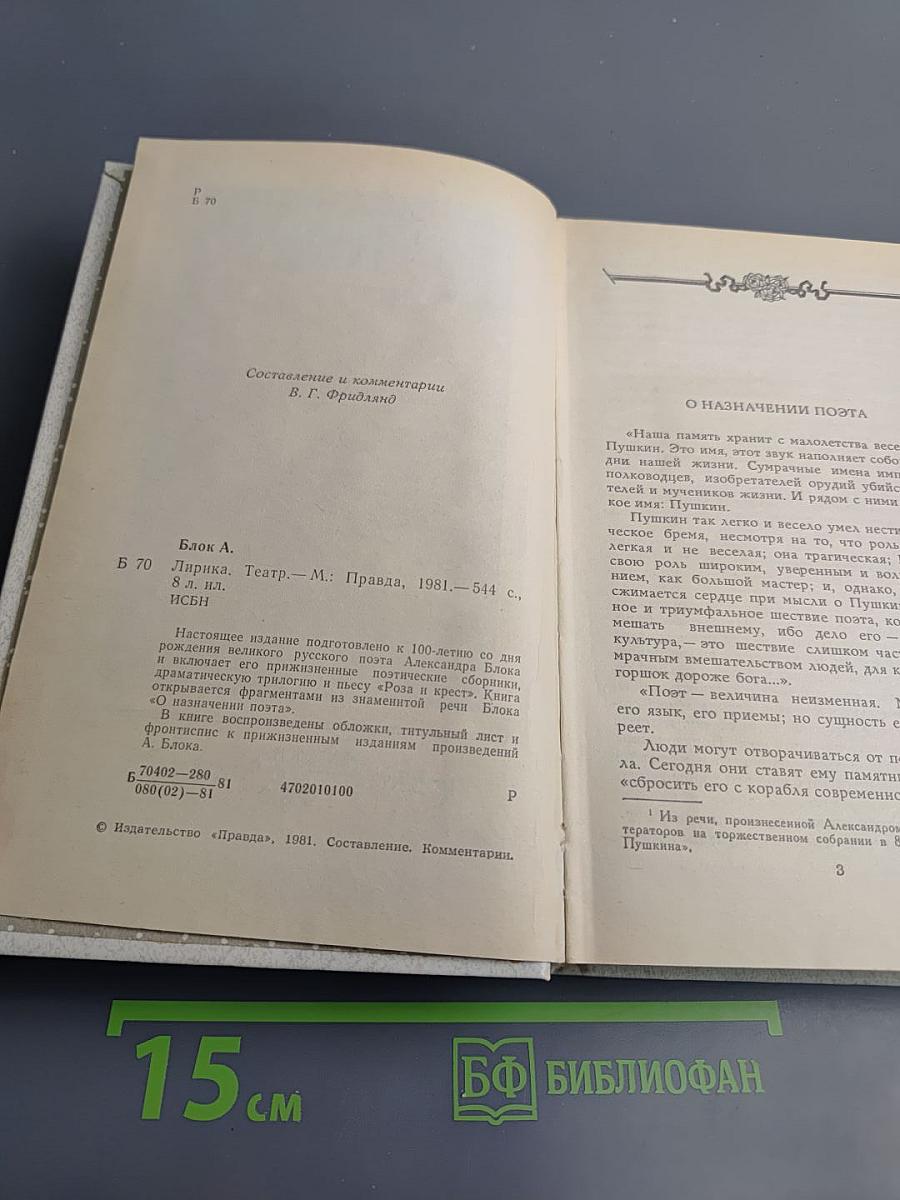 Р
Б 70
Составление и комментарии
В. Г. Фридлянд
Блок А.
Б 70 Лирика. Театр.— М.: Правда, 1981.— 544 с.,
8 л. ил.
ИСБН
Настоящее издание подготовлено к 100-летию со дня
рождения великого русского поэта Александра Блока
и включает его прижизненные поэтические сборники,
драматическую трилогию и пьесу «Роза и крест». Книга
открывается фрагментами из знаменитой речи Блока
«О назначении поэта».
В книге воспроизведены обложки, титульный лист и
фронтиспис к прижизненным изданиям произведений
А. Блока.
Б 70402—280
080(02)—81 81 4702010100 Р
© Издательство «Правда», 1981. Составление. Комментарии.
О НАЗНАЧЕНИИ ПОЭТА
«Наша память хранит с малолетства весе
Пушкин. Это имя, этот звук наполняет собо
дни нашей жизни. Сумрачные имена имп
полководцев, изобретателей орудий убийс
телей и мучеников жизни. И рядом с ними
кое имя: Пушкин.
Пушкин так легко и весело умел нести
ческое бремя, несмотря на то, что роль
легкая и не веселая; она трагическая;
свою роль широким, уверенным и вол
нием, как большой мастер; и, однако,
сжимается сердце при мысли о Пушки
ное и триумфальное шествие поэта, ко
мешать внешнему, ибо дело его —
культура,— это шествие слишком час
мрачным вмешательством людей, для к
горшок дороже бога...».
«Поэт — величина неизменная.
его язык, его приемы; но сущность е
реет.
Люди могут отворачиваться от п
ла. Сегодня они ставят ему памятн
«сбросить его с корабля современно
1 Из речи, произнесенной Александром
тераторов на торжественном собрании в 8
Пушкина».
3
15 см
БФ БИБЛИОФАН